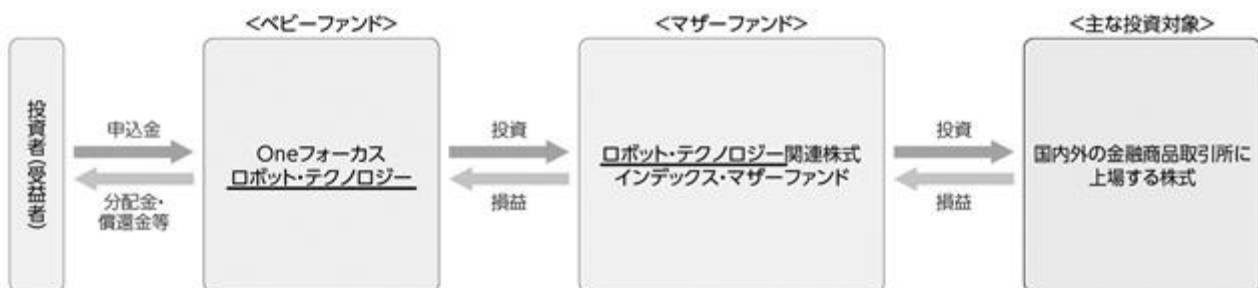 <ベビーファンド>
<マザーファンド>
<主な投資対象>
投資者(受益者)
申込金
分配金・
償還金等
Oneフォーカス
ロボット・テクノロジー
投資
損益
ロボット・テクノロジー関連株式
インデックス・マザーファンド
投資
損益
国内外の金融商品取引所に
上場する株式